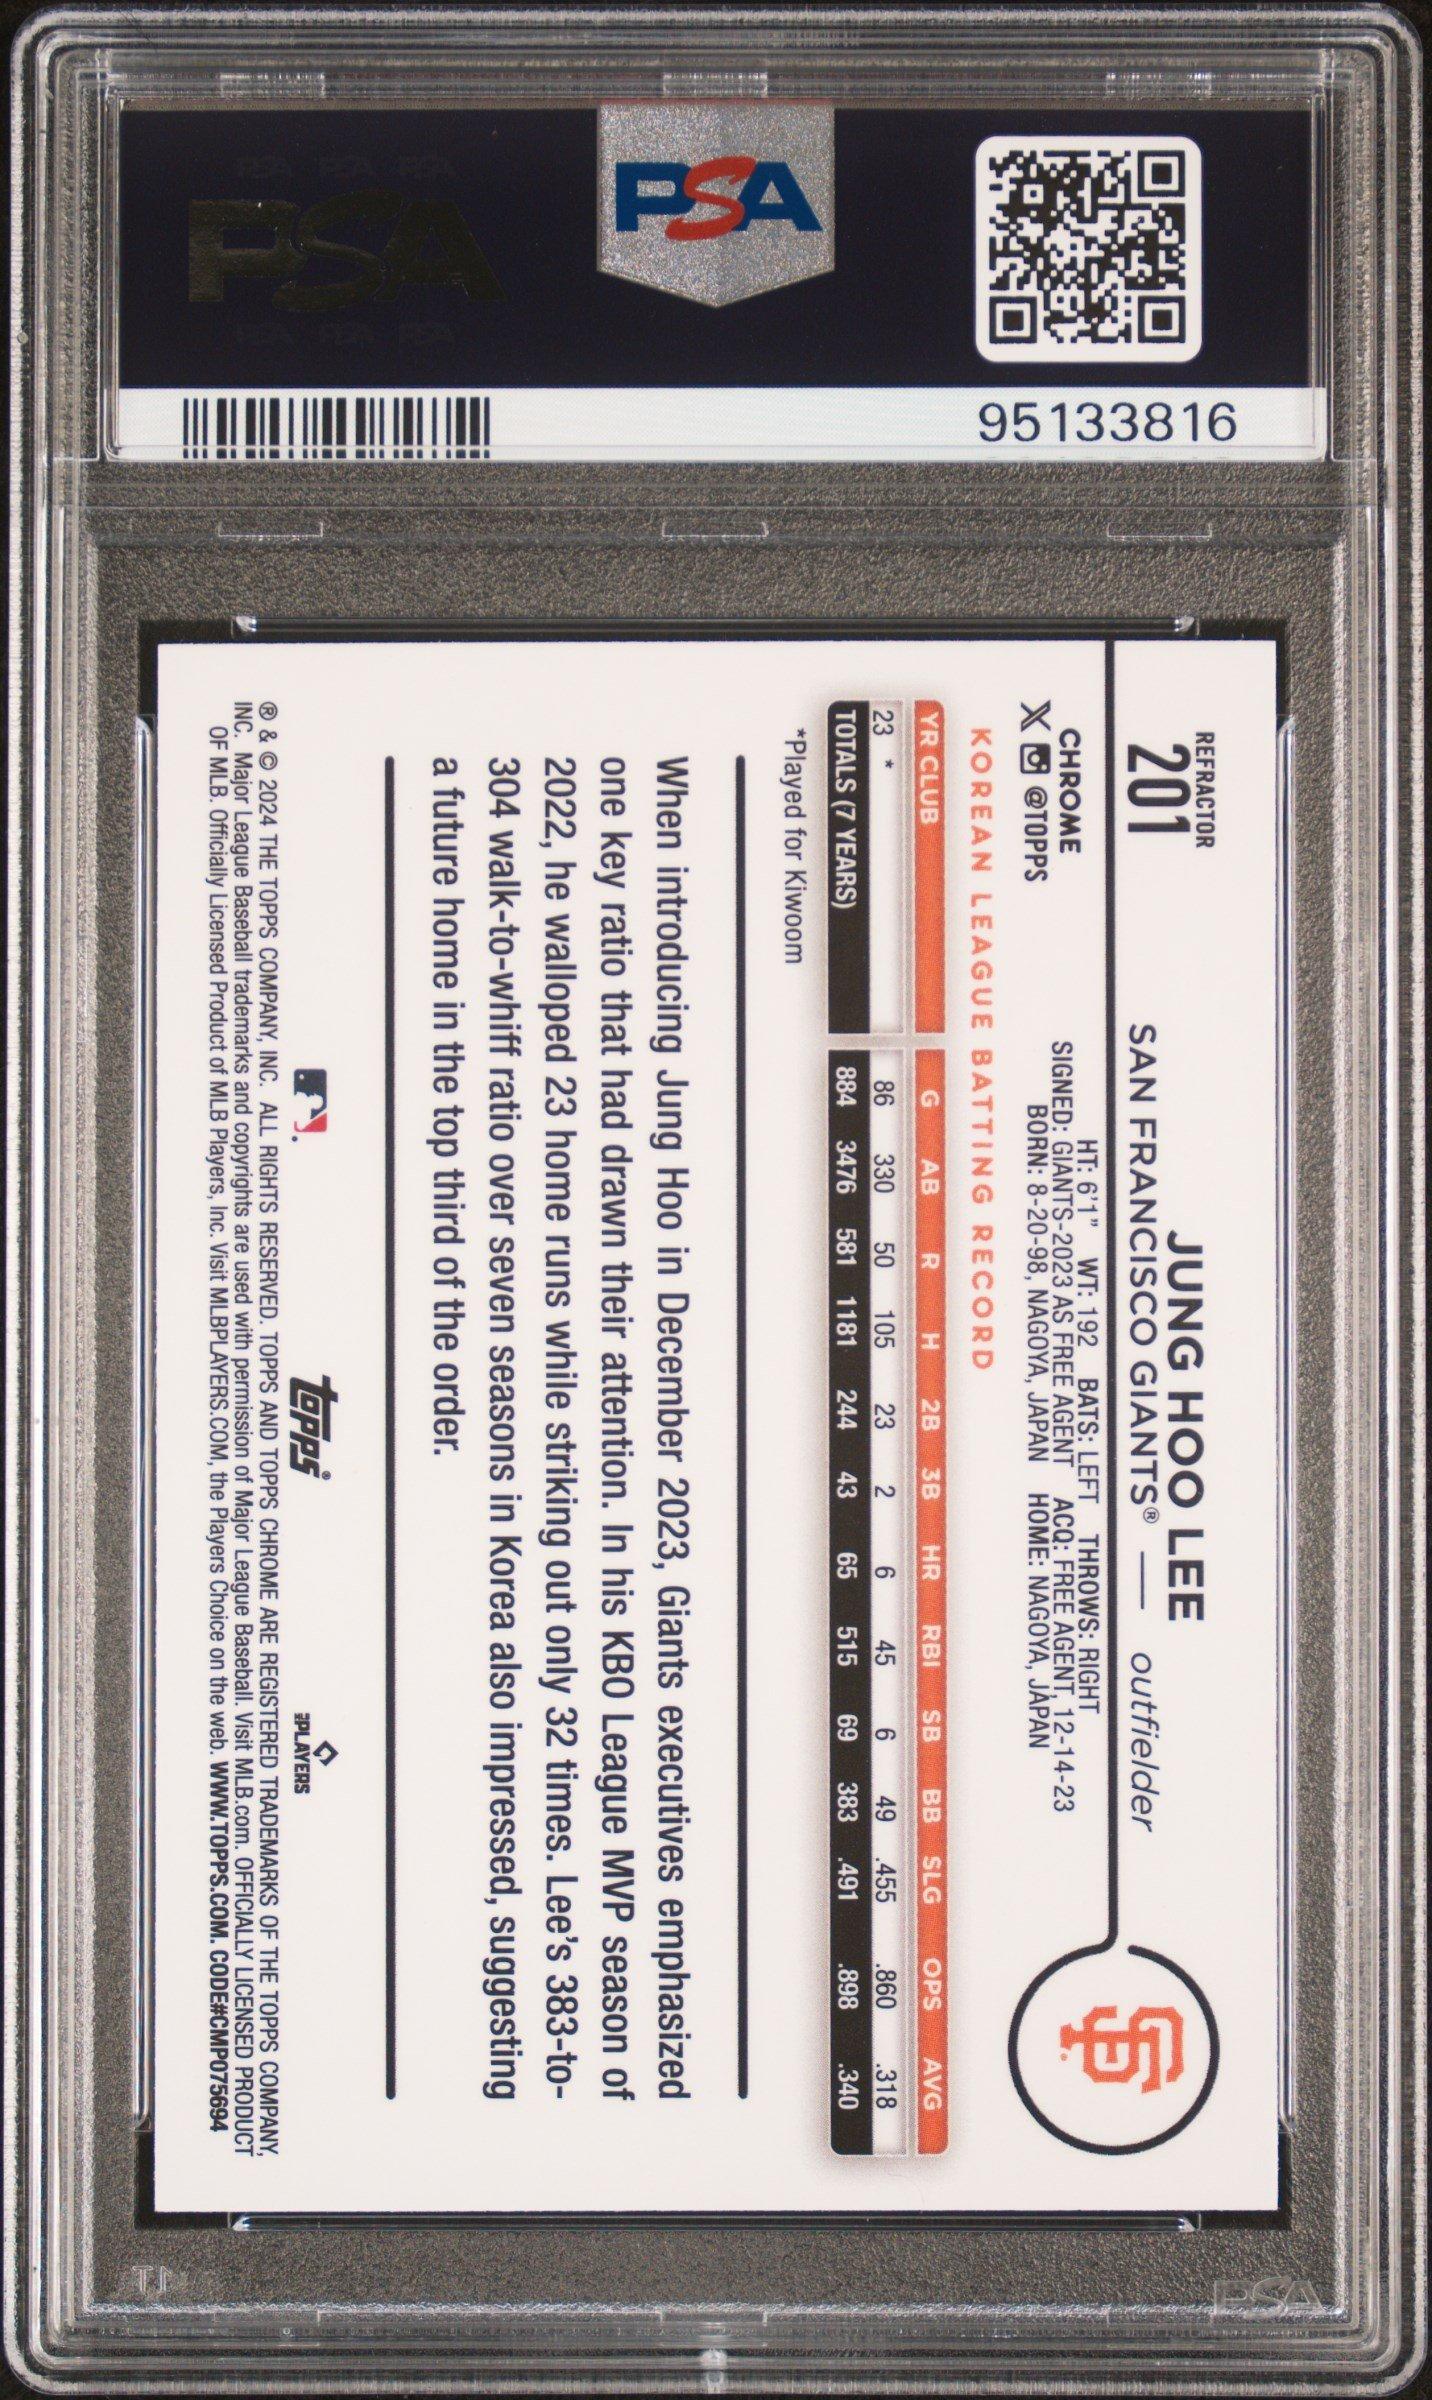 PSA
PSA
95133816
REFRACTOR
201
JUNG HOO LEE
SAN FRANCISCO GIANTS® — outfielder
CHROME
X @TOPPS
HT: 6'1" WT: 192 BATS: LEFT THROWS: RIGHT
SIGNED: GIANTS-2023 AS FREE AGENT ACQ: FREE AGENT, 12-14-23
BORN: 8-20-98, NAGOYA, JAPAN HOME: NAGOYA, JAPAN
SF
KOREAN LEAGUE BATTING RECORD
YR CLUB G AB R H 2B 3B HR RBI SB BB SLG OPS AVG
23 * 86 330 50 105 23 2 6 45 6 49 .455 .860 .318
TOTALS (7 YEARS) 884 3476 581 1181 244 43 65 515 69 383 .491 .898 .340
*Played for Kiwoom
When introducing Jung Hoo in December 2023, Giants executives emphasized
one key ratio that had drawn their attention. In his KBO League MVP season of
2022, he walloped 23 home runs while striking out only 32 times. Lee's 383-to-
304 walk-to-whiff ratio over seven seasons in Korea also impressed, suggesting
a future home in the top third of the order.
topps®
PLAYERS
® & © 2024 THE TOPPS COMPANY, INC. ALL RIGHTS RESERVED. TOPPS AND TOPPS CHROME ARE REGISTERED TRADEMARKS OF THE TOPPS COMPANY,
INC. Major League Baseball trademarks and copyrights are used with permission of Major League Baseball. Visit MLB.com. OFFICIALLY LICENSED PRODUCT
OF MLB. Officially Licensed Product of MLB Players, Inc. Visit MLBPLAYERS.COM, the Players Choice on the web. WWW.TOPPS.COM. CODE#CMP075694
PSA